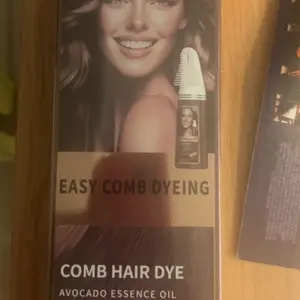 EASY COMB DYEING
COMB HAIR DYE
AVOCADO ESSENCE OIL